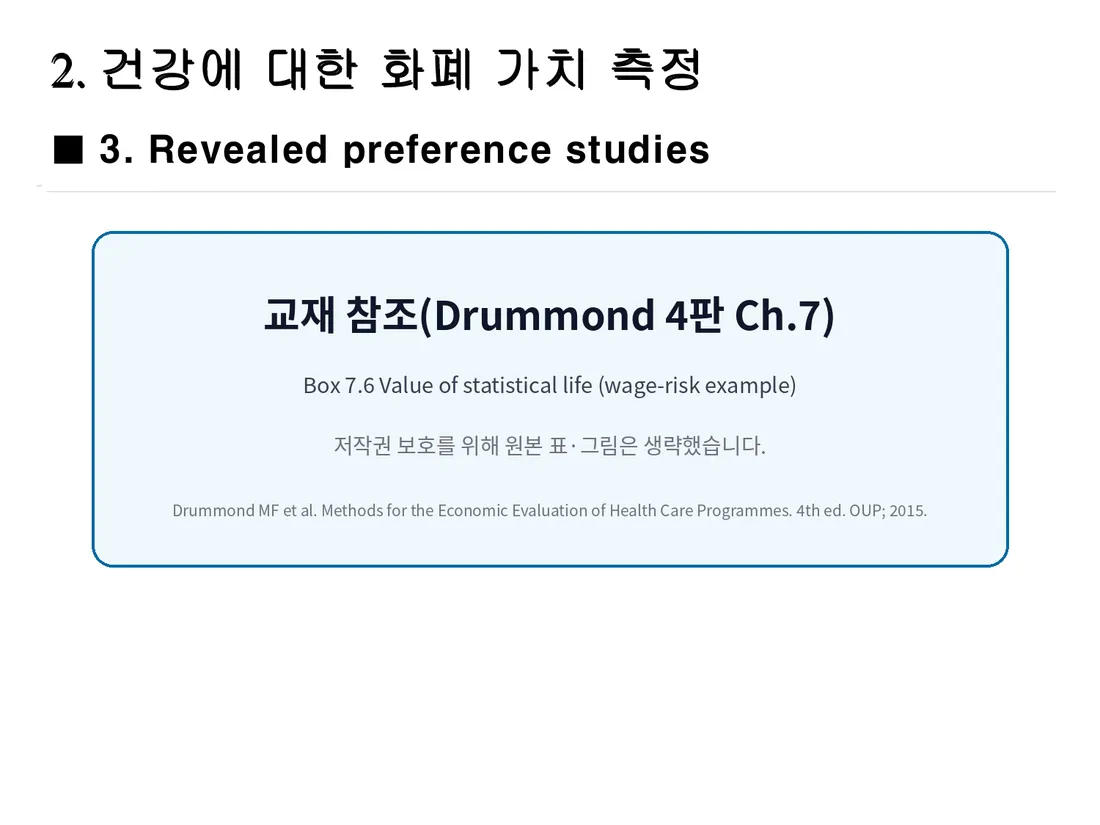 2. 건강에 대한 화폐 가치 측정
■ 3. Revealed preference studies
교재 참조(Drummond 4판 Ch.7)
Box 7.6 Value of statistical life (wage-risk example)
저작권 보호를 위해 원본 표·그림은 생략했습니다.
Drummond MF et al. Methods for the Economic Evaluation of Health Care Programmes. 4th ed. OUP; 2015.